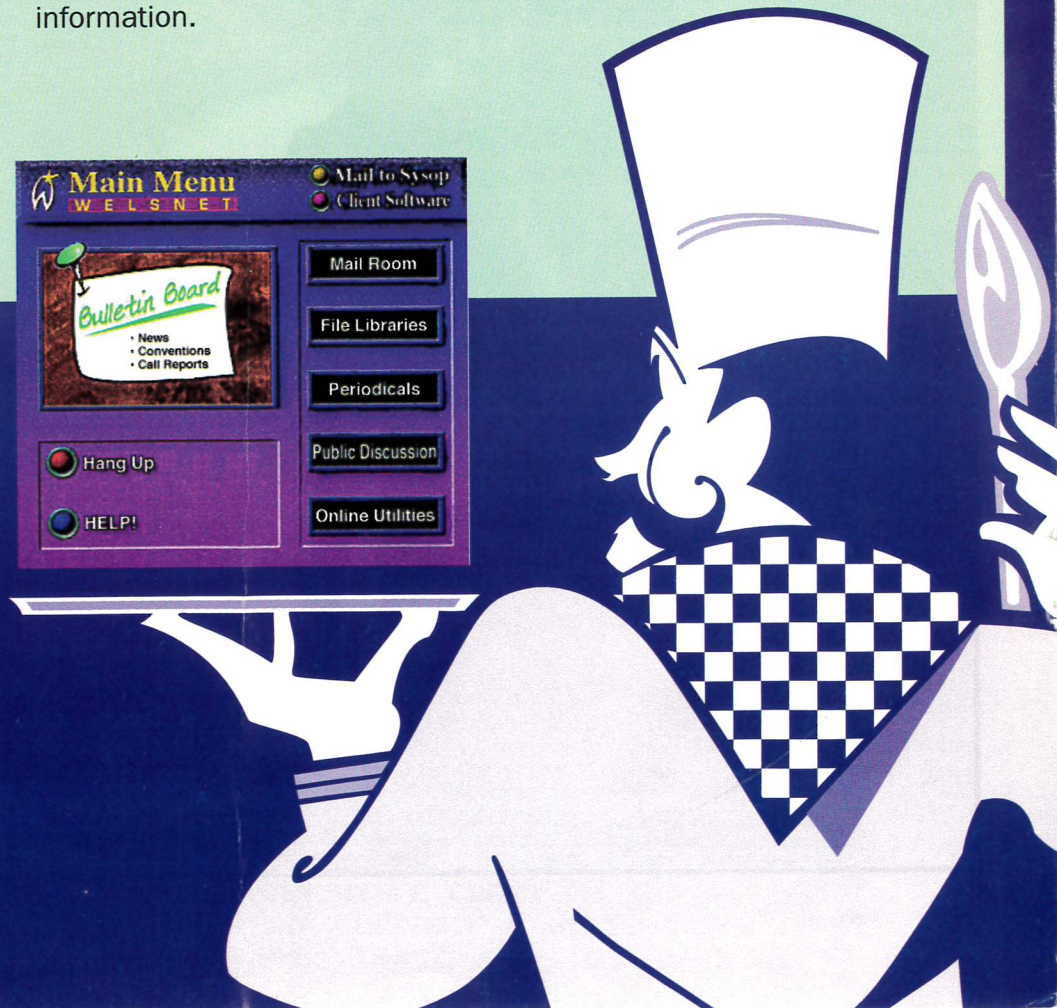 information.
Main Menu
WELSNET
Mail to Sysop
Client Software
Bulletin Board
• News
• Conventions
• Call Reports
Hang Up
HELP!
Mail Room
File Libraries
Periodicals
Public Discussion
Online Utilities